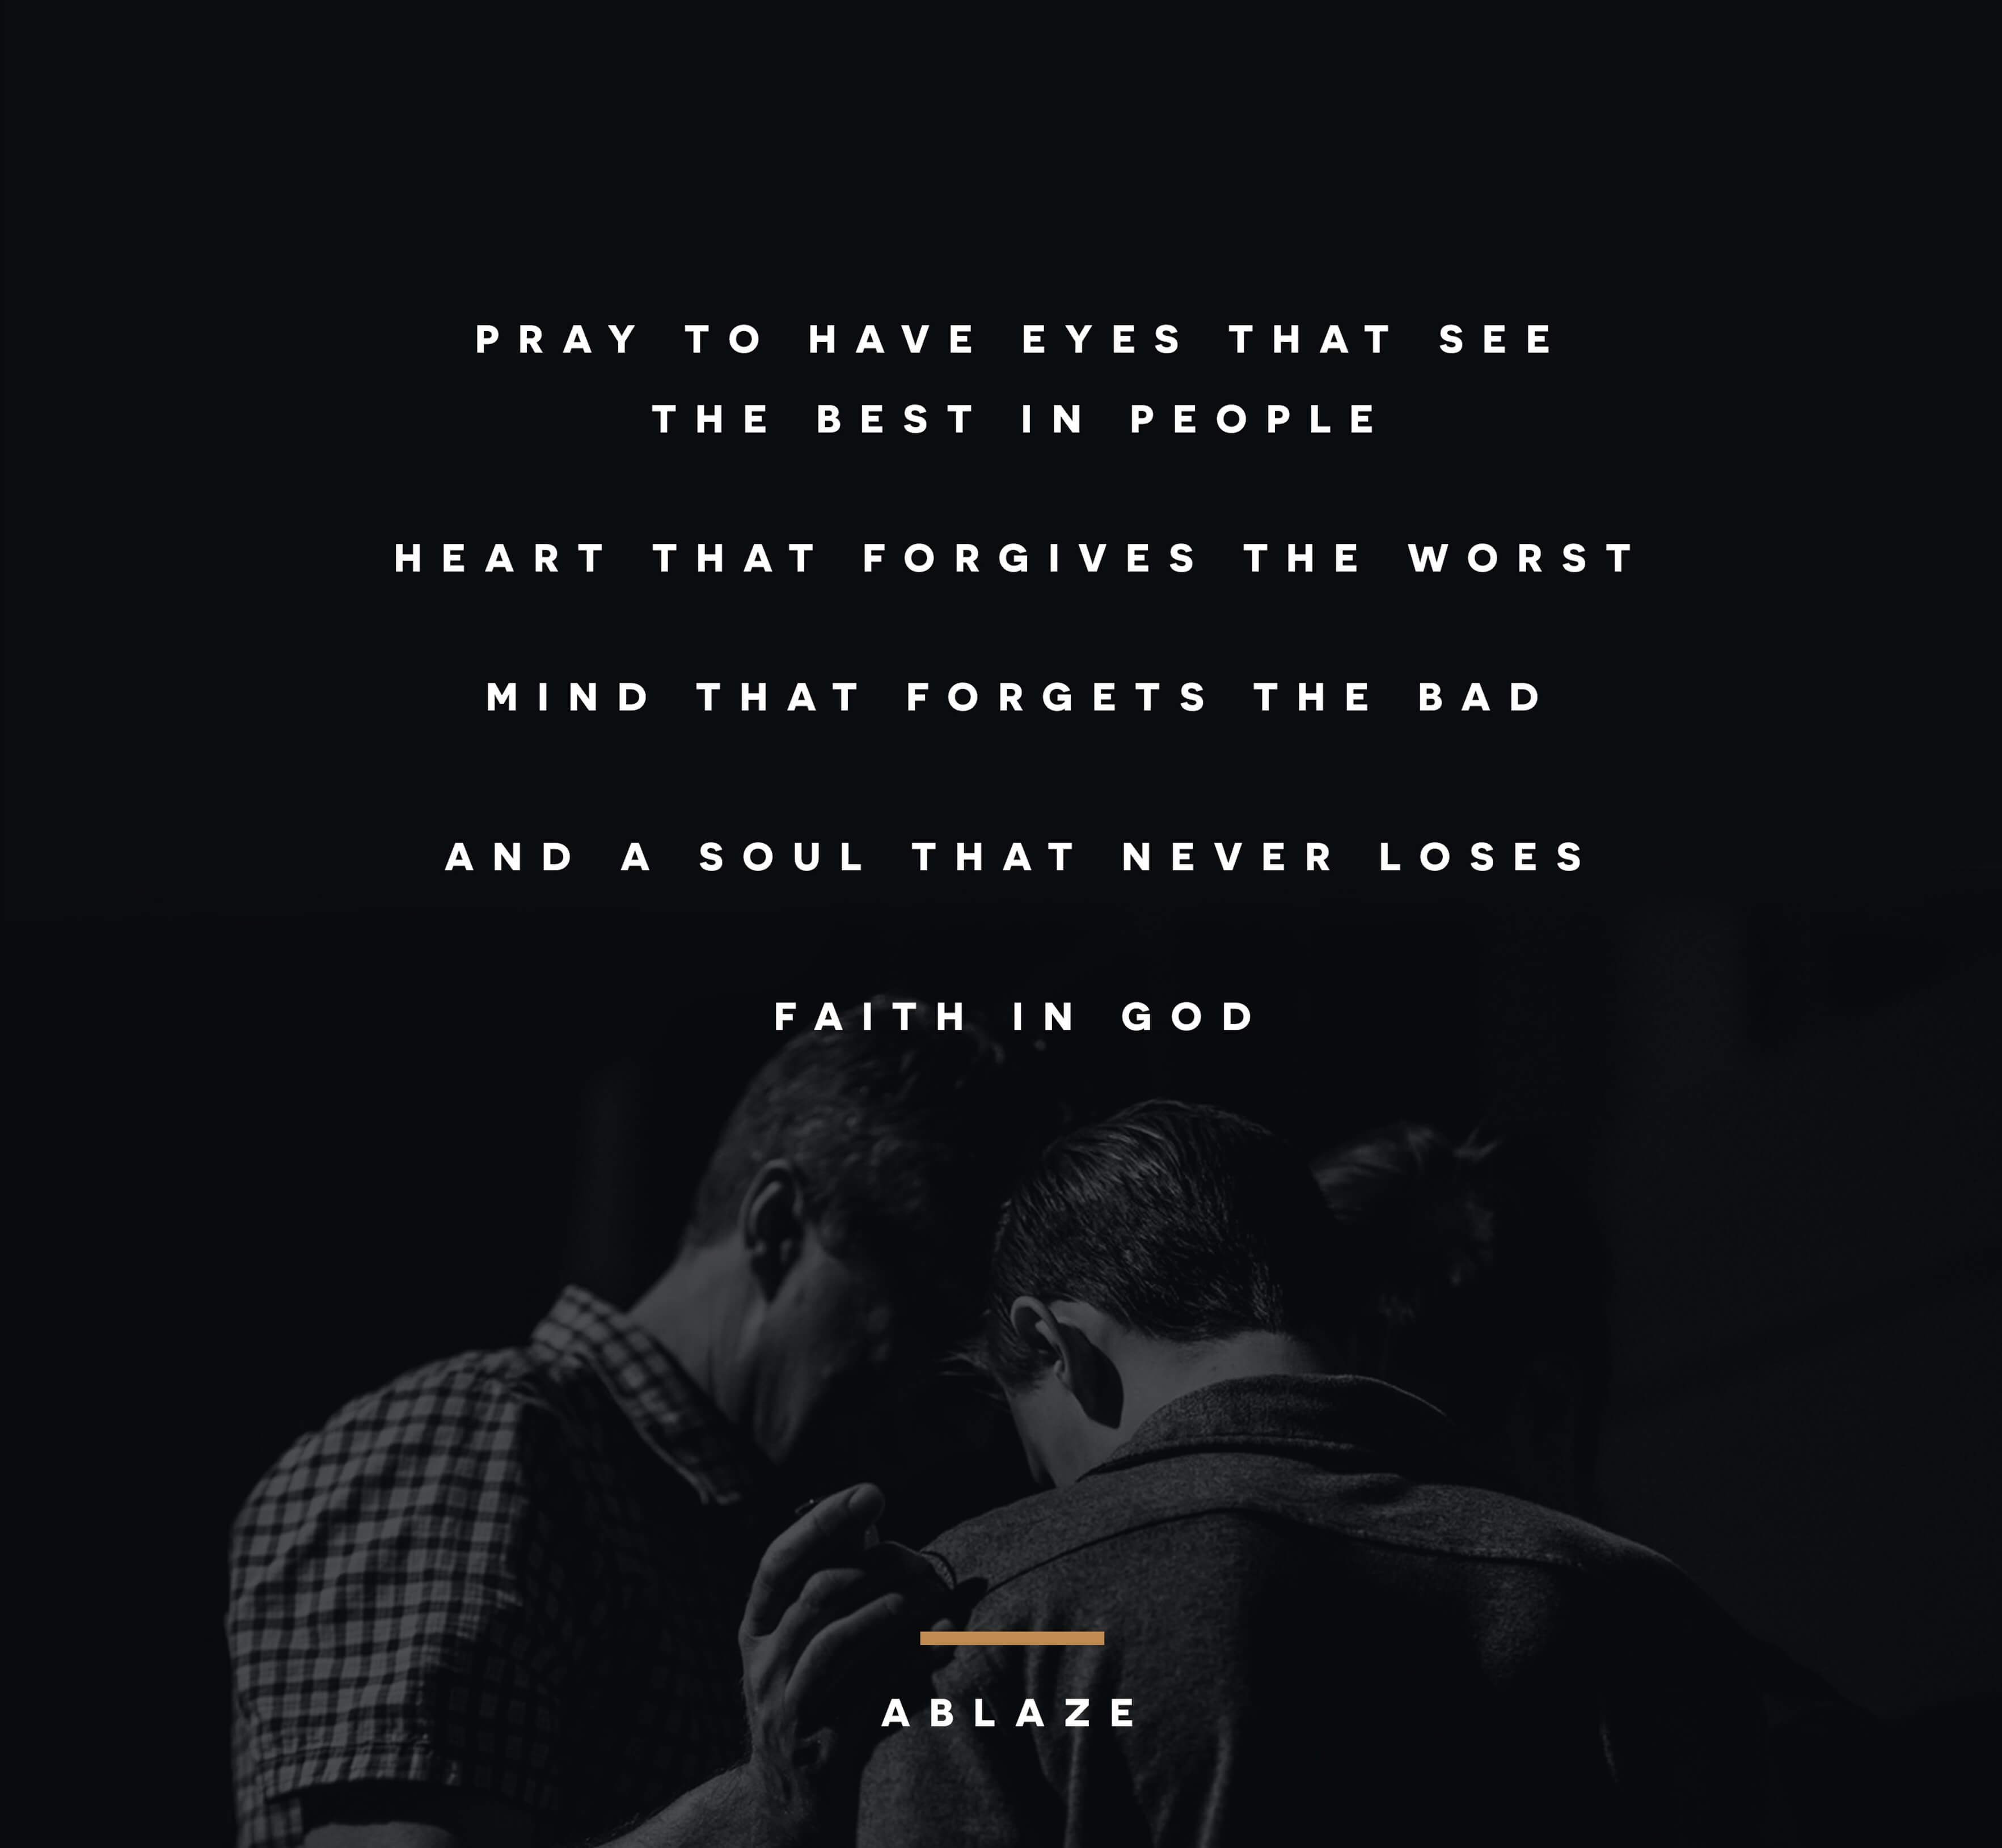 PRAY TO HAVE EYES THAT SEE
THE BEST IN PEOPLE
HEART THAT FORGIVES THE WORST
MIND THAT FORGETS THE BAD
AND A SOUL THAT NEVER LOSES
FAITH IN GOD
ABLAZE